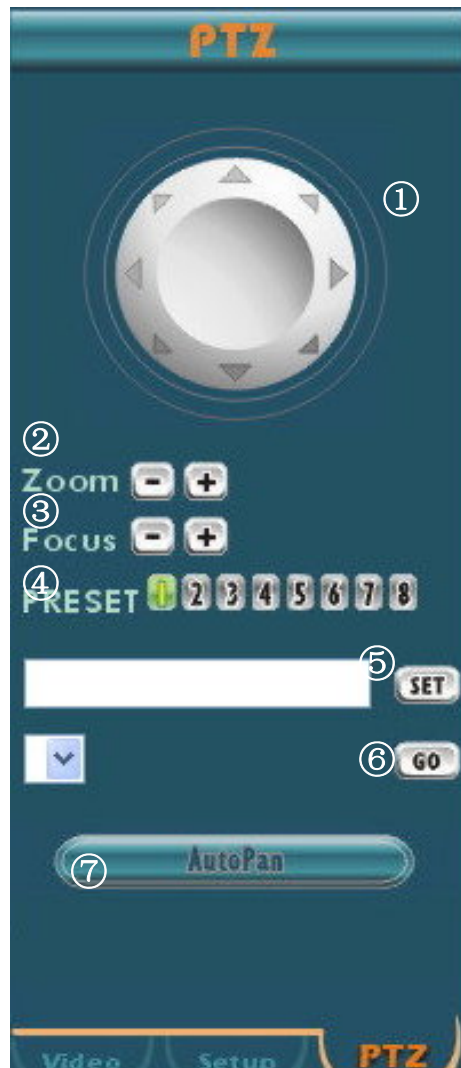 PTZ
①
②
Zoom - +
③
Focus - +
④
PRESET 1 2 3 4 5 6 7 8
⑤
SET
⑥ GO
⑦ AutoPan
Video Setup PTZ